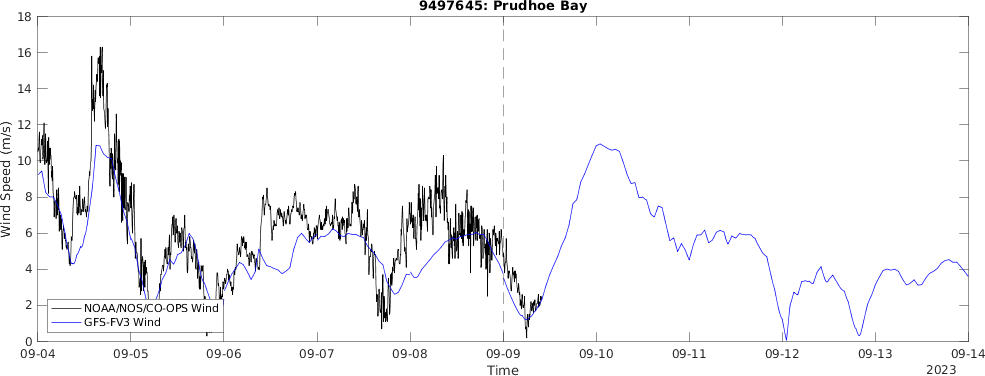 9497645: Prudhoe Bay
18
16
14
12
10
8
6
4
2
0
Wind Speed (m/s)
NOAA/NOS/CO-OPS Wind
GFS-FV3 Wind
09-04 09-05 09-06 09-07 09-08 09-09 09-10 09-11 09-12 09-13 09-14
Time
2023